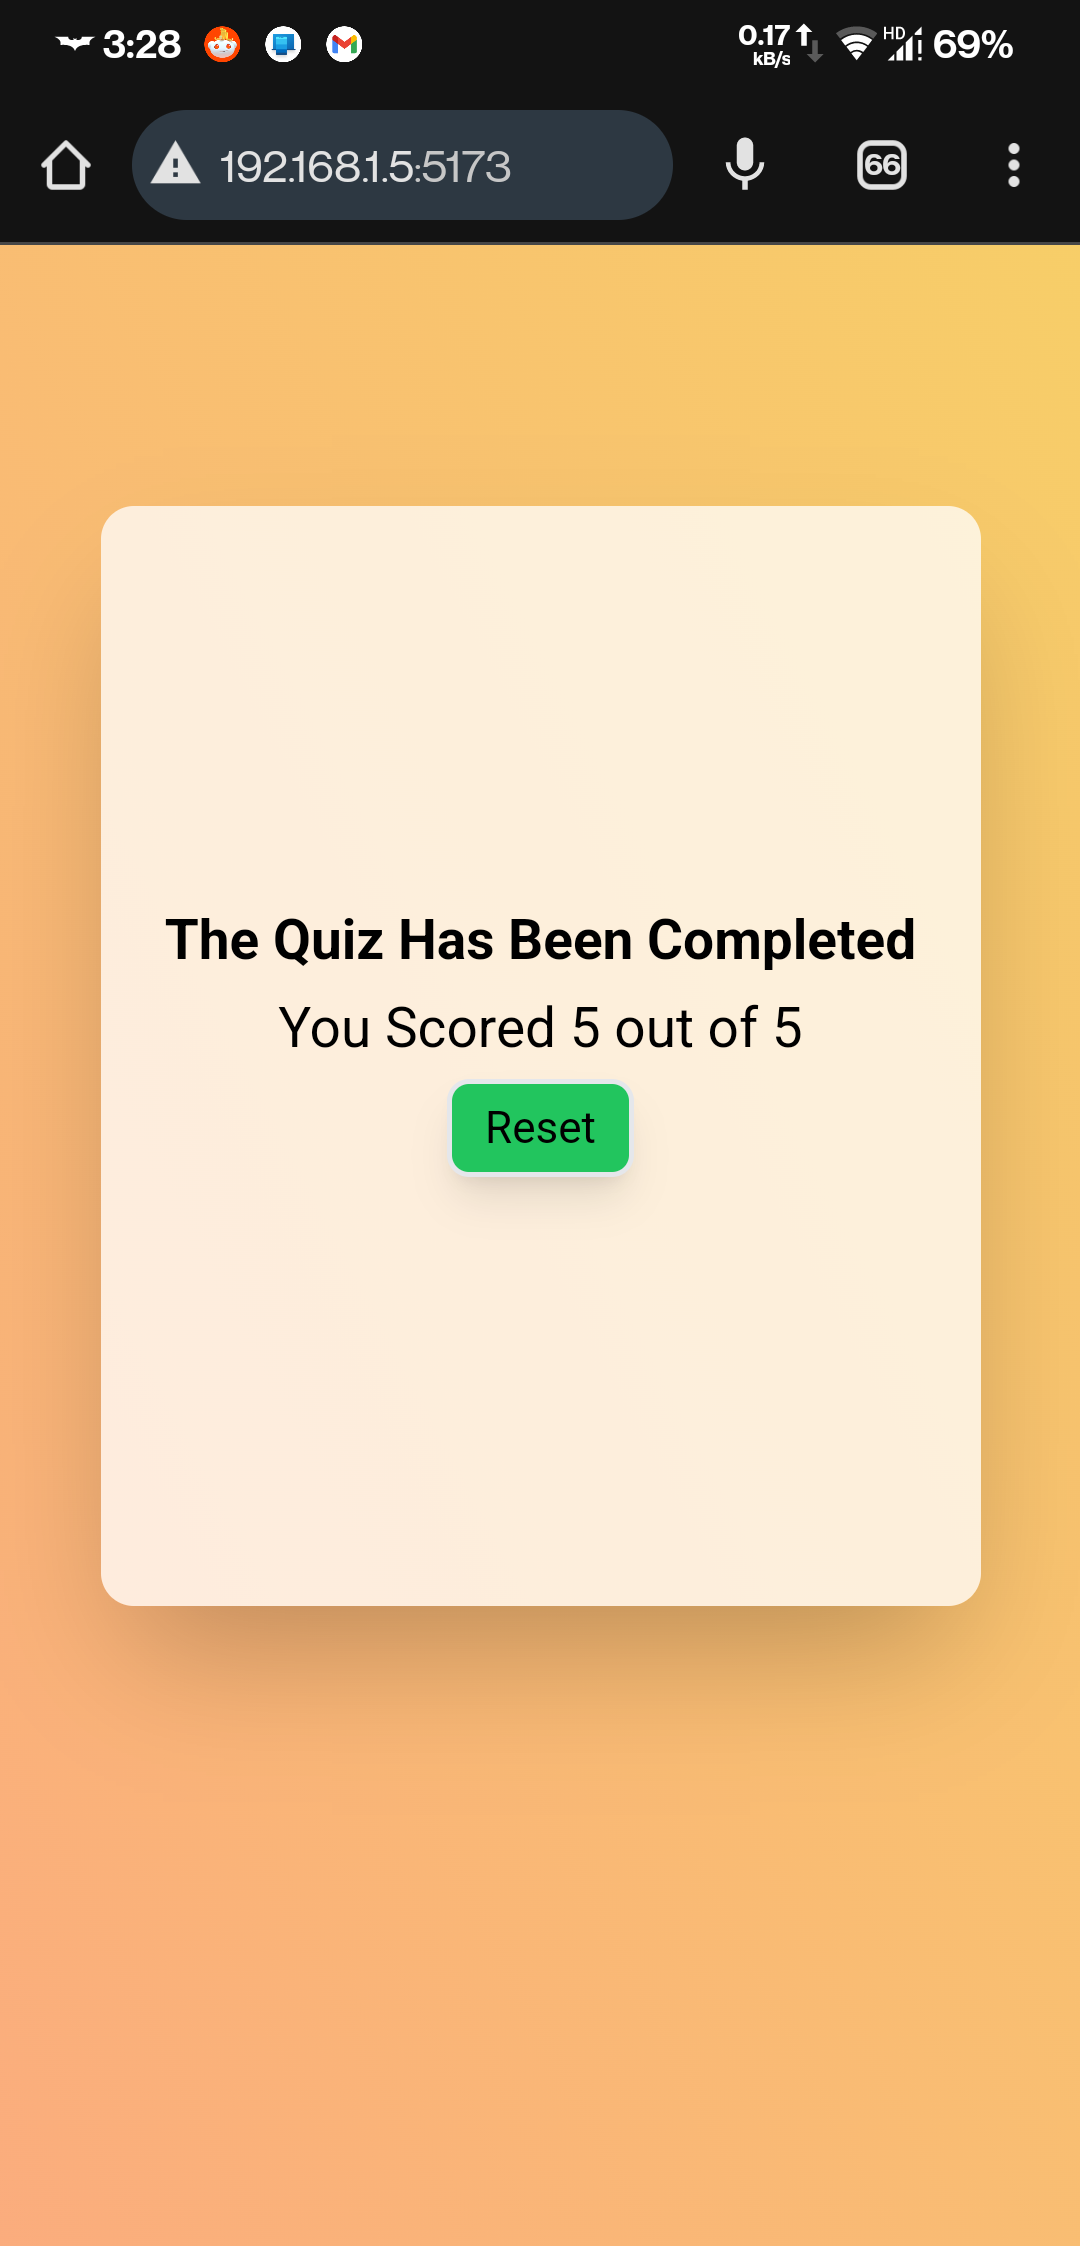 3:28
0.17
kB/s
HD
69%
192.168.1.5:5173
66
The Quiz Has Been Completed
You Scored 5 out of 5
Reset